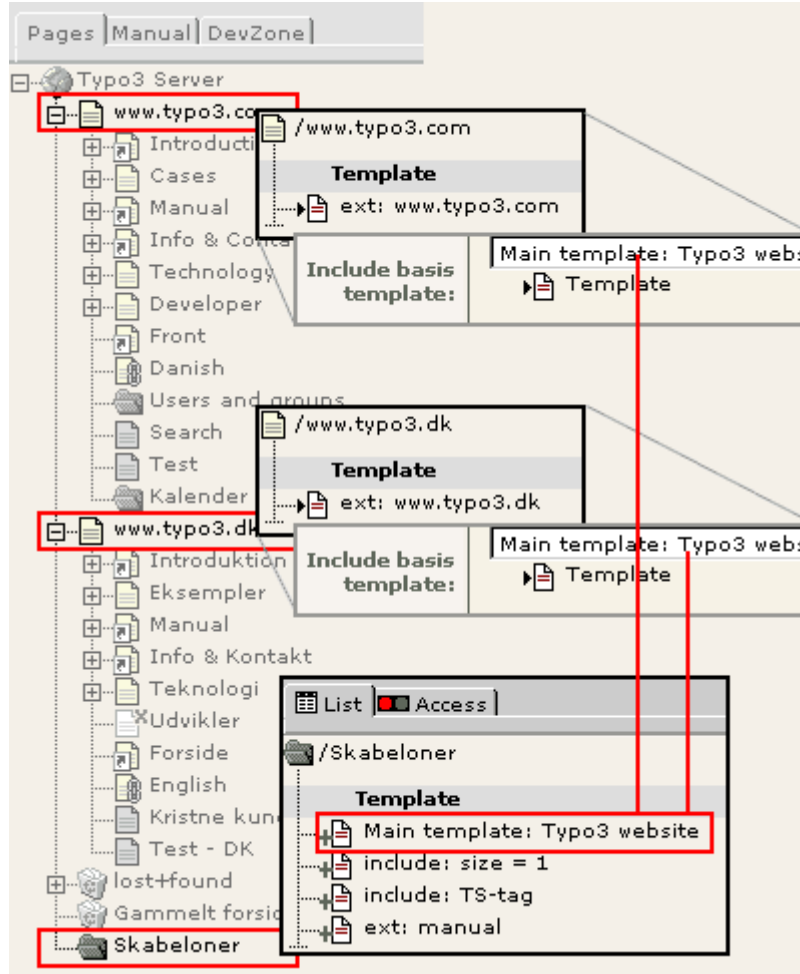 Pages Manual DevZone
Typo3 Server
www.typo3.co
Introducti
Cases
Manual
Info & Conta
Technology
Developer
Front
Danish
Users and groups
Search
Test
Kalender
www.typo3.dk
Introduktion
Eksempler
Manual
Info & Kontakt
Teknologi
Udvikler
Forside
English
Kristne kun
Test - DK
lost+found
Gammelt forsid
Skabeloner
/www.typo3.com
Template
ext: www.typo3.com
Include basis
template:
Main template: Typo3 webs
Template
/www.typo3.dk
Template
ext: www.typo3.dk
Include basis
template:
Main template: Typo3 webs
Template
List Access
/Skabeloner
Template
Main template: Typo3 website
include: size = 1
include: TS-tag
ext: manual